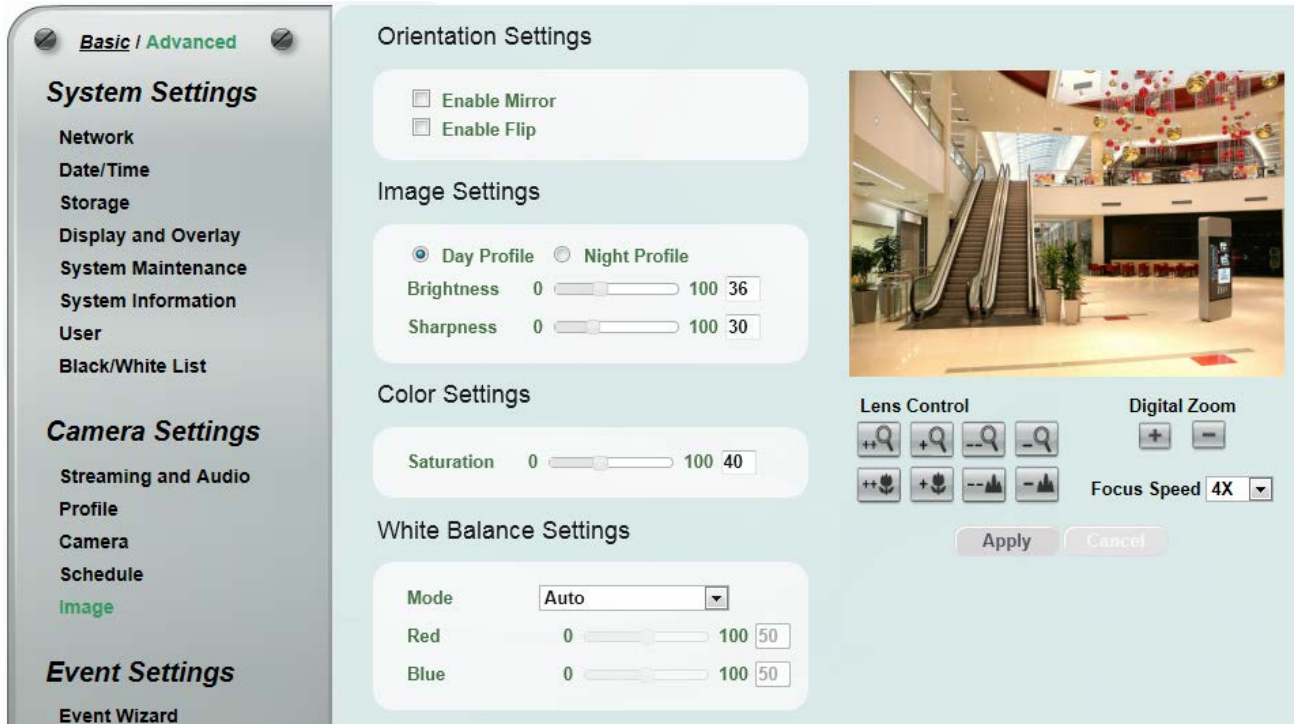 Basic / Advanced
System Settings
Network
Date/Time
Storage
Display and Overlay
System Maintenance
System Information
User
Black/White List
Camera Settings
Streaming and Audio
Profile
Camera
Schedule
Image
Event Settings
Event Wizard
Orientation Settings
Enable Mirror
Enable Flip
Image Settings
Day Profile Night Profile
Brightness 0 100 36
Sharpness 0 100 30
Color Settings
Saturation 0 100 40
White Balance Settings
Mode Auto
Red 0 100 50
Blue 0 100 50
Lens Control Digital Zoom
++ + -- - + -
++ + -- -
Focus Speed 4X
Apply Cancel